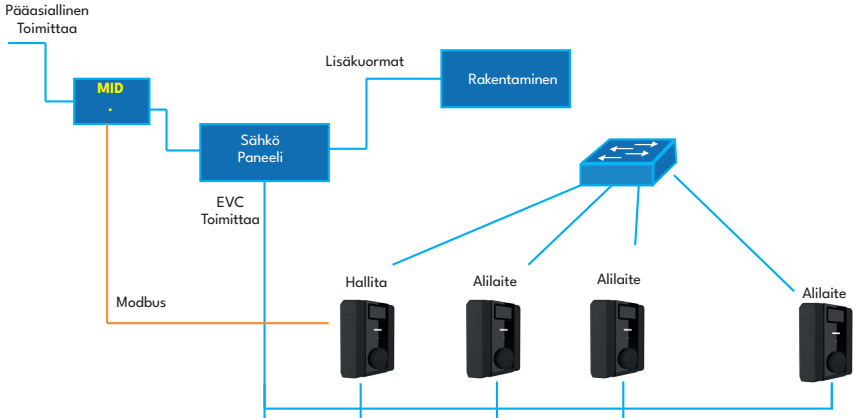 Pääasiallinen
Toimittaa
MID
.
Lisäkuormat
Rakentaminen
Sähkö
Paneeli
EVC
Toimittaa
Modbus
Hallita
Alilaite
Alilaite
Alilaite